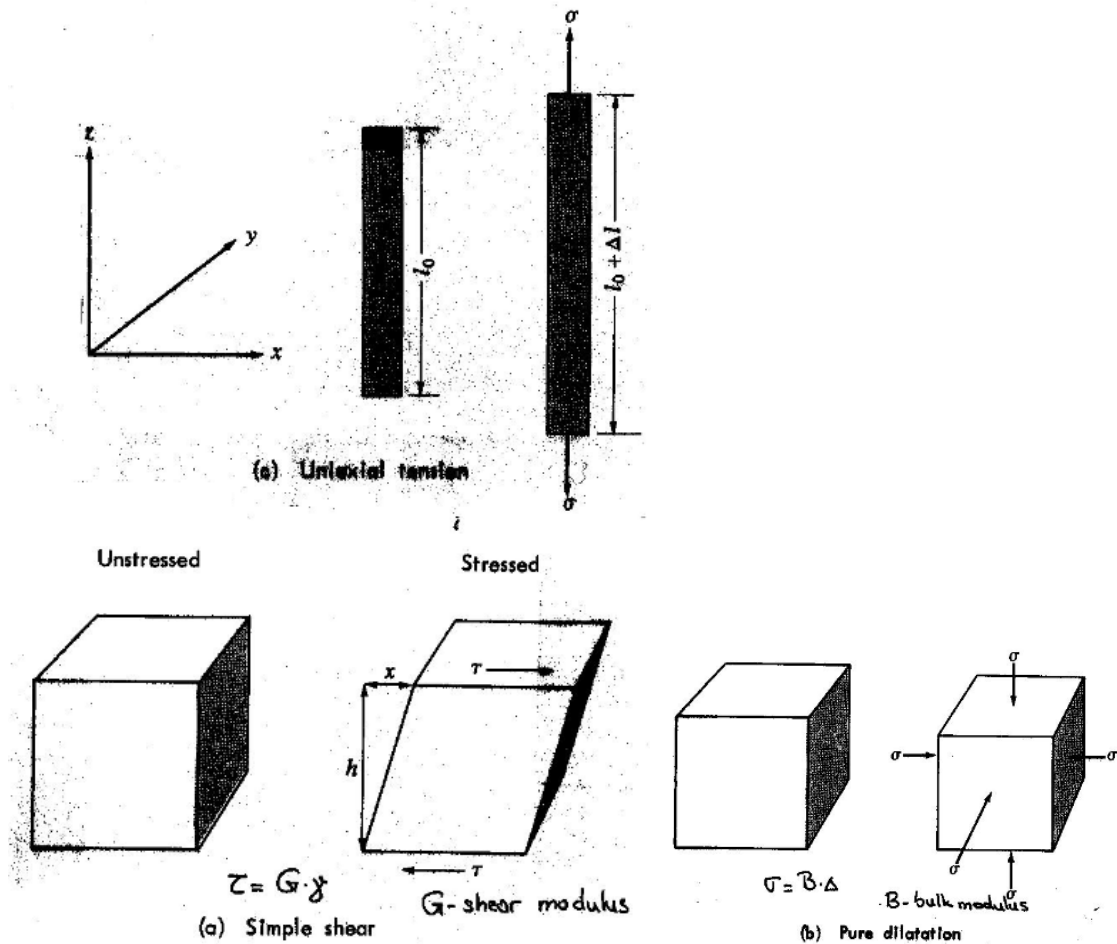 σ
z
y
x
l₀
l₀ + Δl
(c) Uniaxial tension
σ
Unstressed
Stressed
x
τ
h
τ
τ = G·γ
G - shear modulus
(a) Simple shear
σ
σ
σ
σ
σ
σ = B·Δ
B - bulk modulus
(b) Pure dilatation